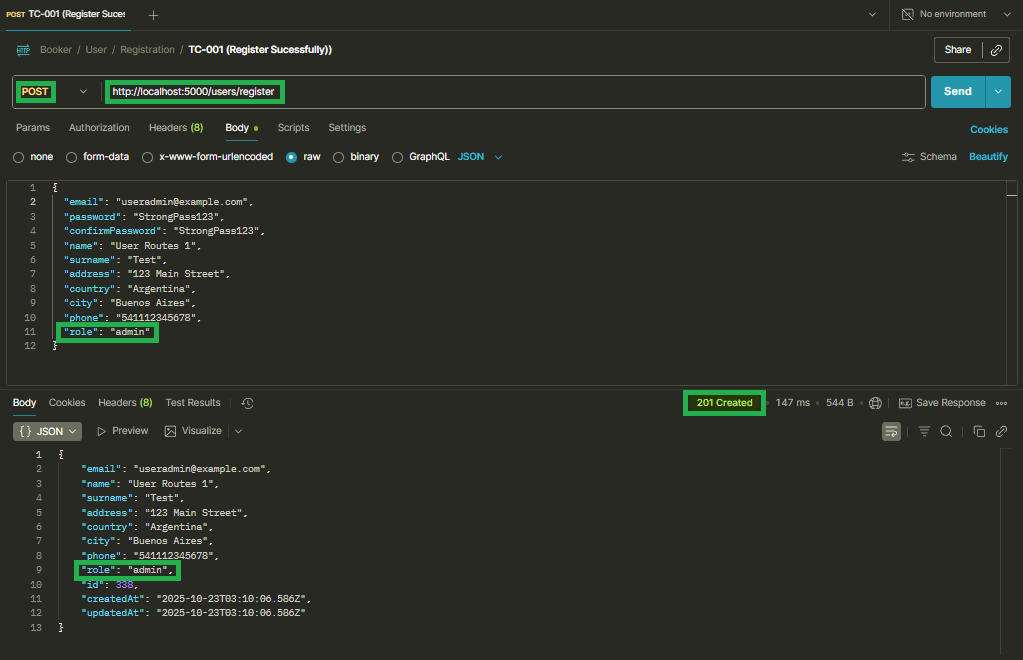 POST TC-001 (Register Suces
No environment
Booker / User / Registration / TC-001 (Register Sucessfully))
Share
POST http://localhost:5000/users/register Send
Params Authorization Headers (8) Body Scripts Settings Cookies
none form-data x-www-form-urlencoded raw binary GraphQL JSON Schema Beautify
1 {
2 "email": "useradmin@example.com",
3 "password": "StrongPass123",
4 "confirmPassword": "StrongPass123",
5 "name": "User Routes 1",
6 "surname": "Test",
7 "address": "123 Main Street",
8 "country": "Argentina",
9 "city": "Buenos Aires",
10 "phone": "541112345678",
11 "role": "admin"
12 }
Body Cookies Headers (8) Test Results 201 Created 147 ms 544 B Save Response
{} JSON Preview Visualize
1 {
2 "email": "useradmin@example.com",
3 "name": "User Routes 1",
4 "surname": "Test",
5 "address": "123 Main Street",
6 "country": "Argentina",
7 "city": "Buenos Aires",
8 "phone": "541112345678",
9 "role": "admin",
10 "id": 338,
11 "createdAt": "2025-10-23T03:10:06.586Z",
12 "updatedAt": "2025-10-23T03:10:06.586Z"
13 }